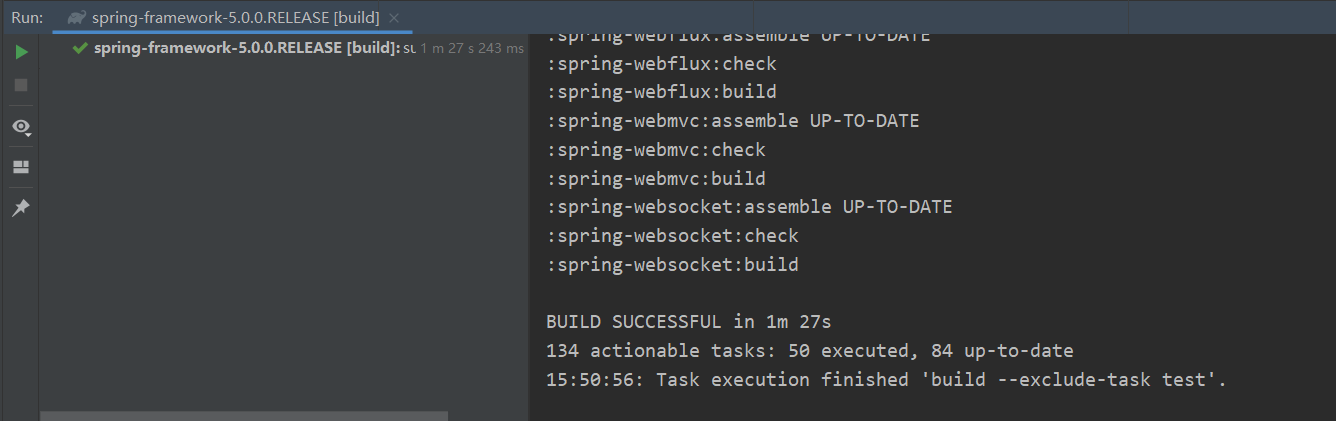 Run: spring-framework-5.0.0.RELEASE [build]
spring-framework-5.0.0.RELEASE [build]: su 1 m 27 s 243 ms
:spring-webflux:assemble UP-TO-DATE
:spring-webflux:check
:spring-webflux:build
:spring-webmvc:assemble UP-TO-DATE
:spring-webmvc:check
:spring-webmvc:build
:spring-websocket:assemble UP-TO-DATE
:spring-websocket:check
:spring-websocket:build
BUILD SUCCESSFUL in 1m 27s
134 actionable tasks: 50 executed, 84 up-to-date
15:50:56: Task execution finished 'build --exclude-task test'.